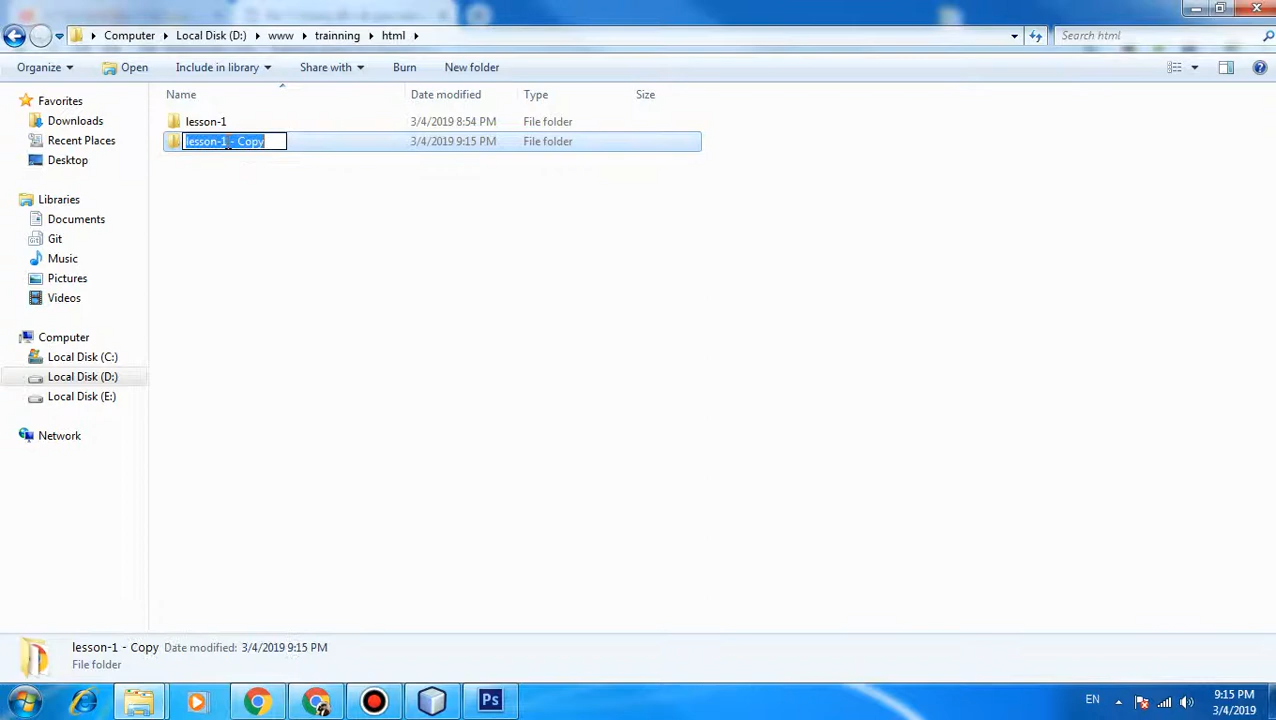 Computer Local Disk (D:) www trainning html Search html
Organize Open Include in library Share with Burn New folder
Name Date modified Type Size
Favorites
Downloads
Recent Places
Desktop
Libraries
Documents
Git
Music
Pictures
Videos
Computer
Local Disk (C:)
Local Disk (D:)
Local Disk (E:)
Network
lesson-1 3/4/2019 8:54 PM File folder
lesson-1 - Copy 3/4/2019 9:15 PM File folder
lesson-1 - Copy Date modified: 3/4/2019 9:15 PM
File folder
Ps
EN
9:15 PM
3/4/2019